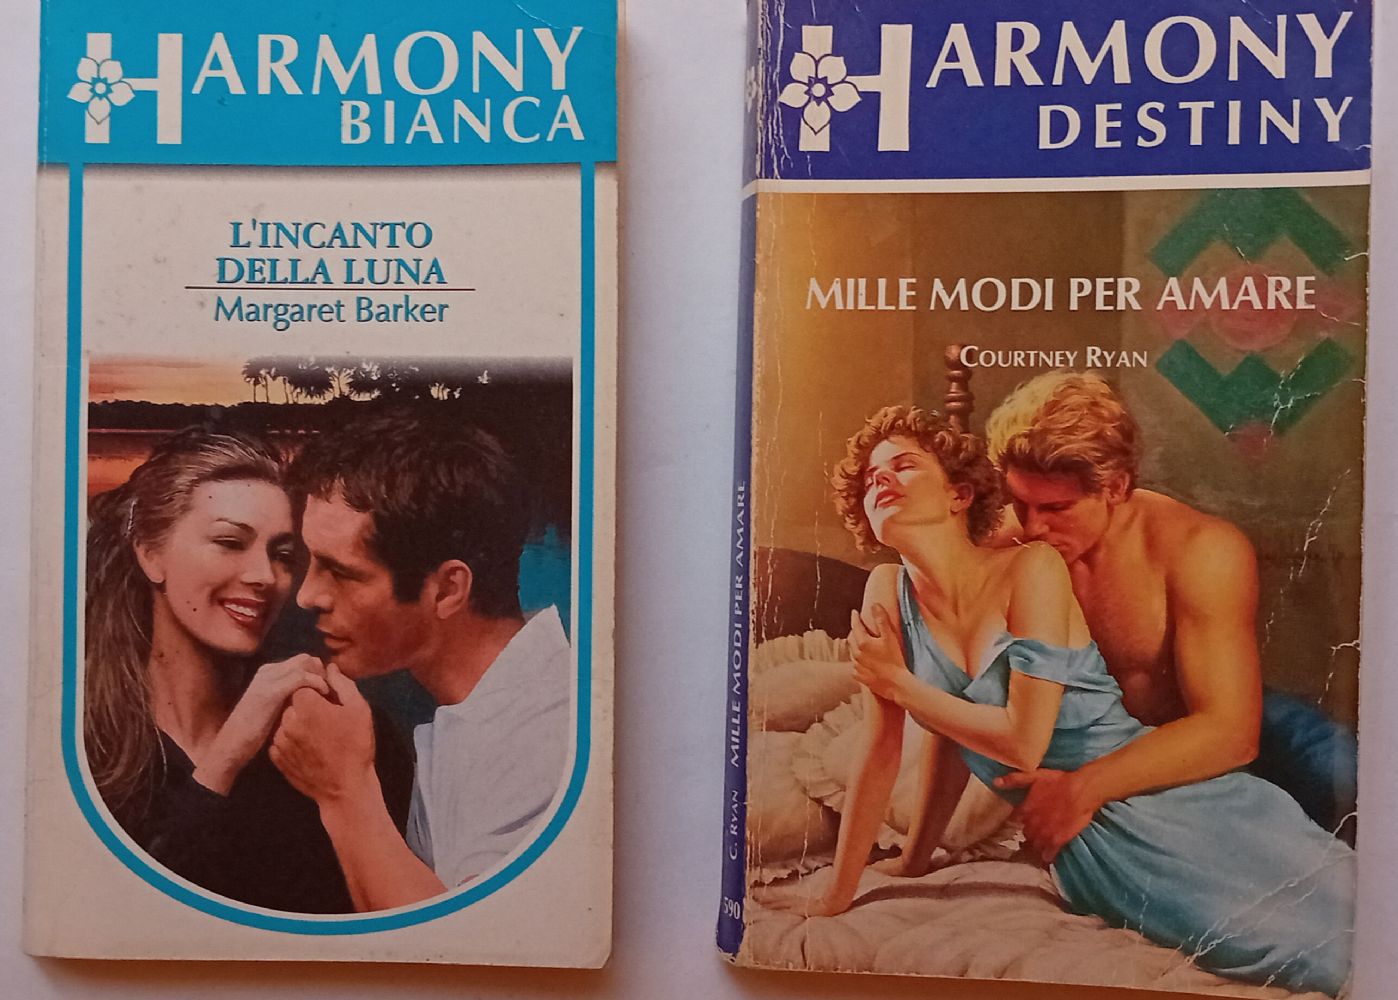 HARMONY
BIANCA
L'INCANTO
DELLA LUNA
Margaret Barker
HARMONY
DESTINY
MILLE MODI PER AMARE
COURTNEY RYAN
590 C. RYAN MILLE MODI PER AMARE